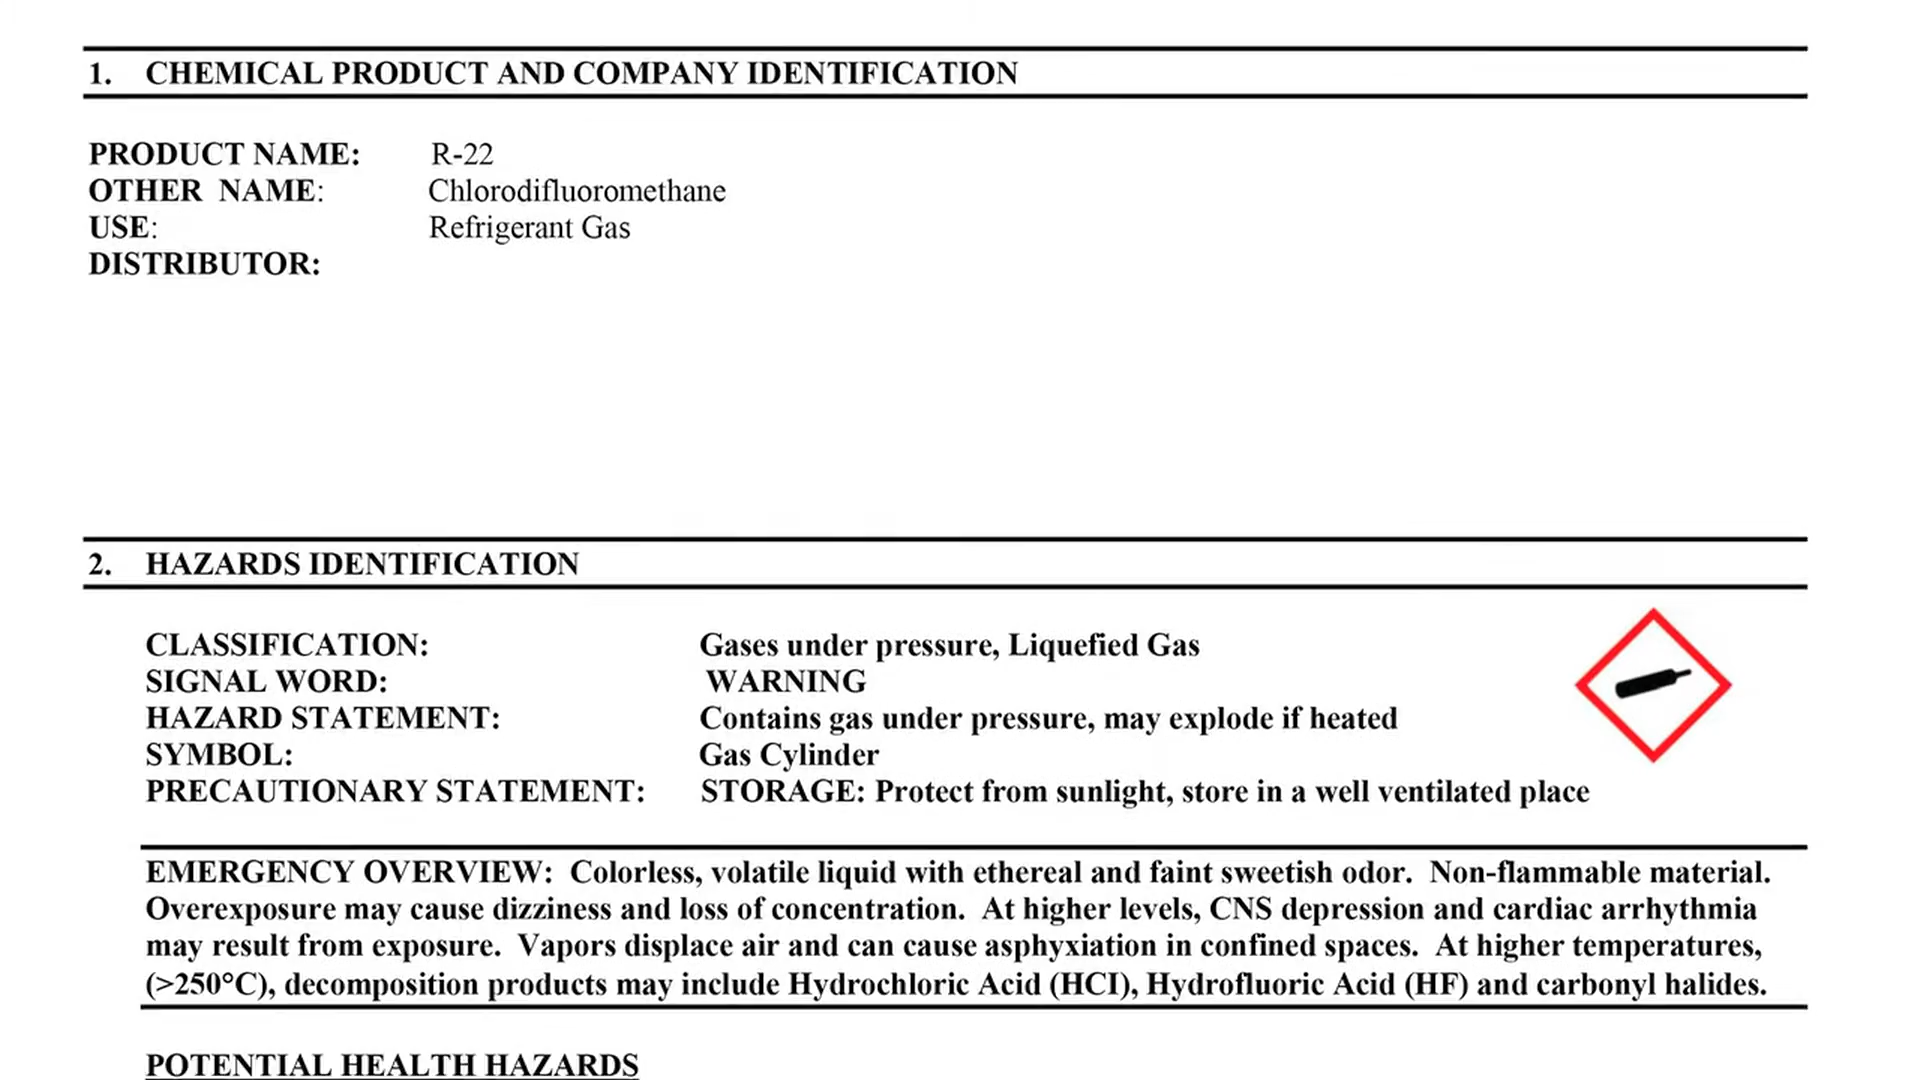 1. CHEMICAL PRODUCT AND COMPANY IDENTIFICATION
PRODUCT NAME: R-22
OTHER NAME: Chlorodifluoromethane
USE: Refrigerant Gas
DISTRIBUTOR:
2. HAZARDS IDENTIFICATION
CLASSIFICATION: Gases under pressure, Liquefied Gas
SIGNAL WORD: WARNING
HAZARD STATEMENT: Contains gas under pressure, may explode if heated
SYMBOL: Gas Cylinder
PRECAUTIONARY STATEMENT: STORAGE: Protect from sunlight, store in a well ventilated place
EMERGENCY OVERVIEW: Colorless, volatile liquid with ethereal and faint sweetish odor. Non-flammable material.
Overexposure may cause dizziness and loss of concentration. At higher levels, CNS depression and cardiac arrhythmia
may result from exposure. Vapors displace air and can cause asphyxiation in confined spaces. At higher temperatures,
(>250°C), decomposition products may include Hydrochloric Acid (HCI), Hydrofluoric Acid (HF) and carbonyl halides.
POTENTIAL HEALTH HAZARDS